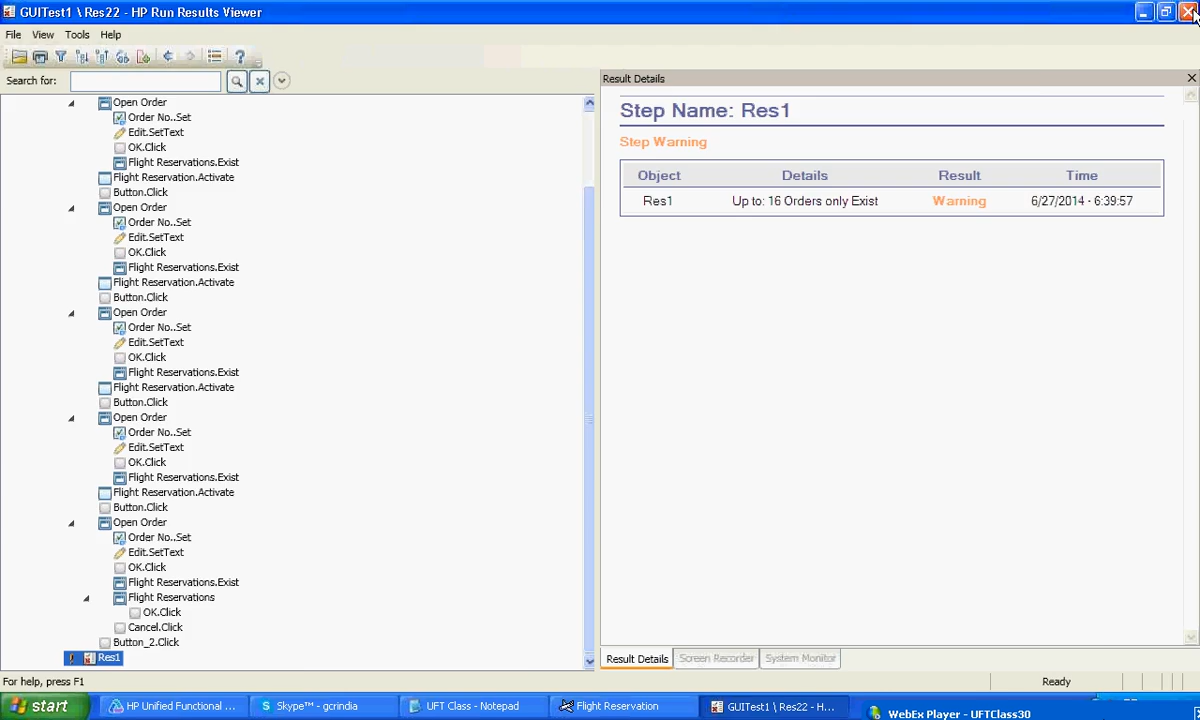 GUITest1 \ Res22 - HP Run Results Viewer
File View Tools Help
Search for:
Open Order
Order No..Set
Edit.SetText
OK.Click
Flight Reservations.Exist
Flight Reservation.Activate
Button.Click
Open Order
Order No..Set
Edit.SetText
OK.Click
Flight Reservations.Exist
Flight Reservation.Activate
Button.Click
Open Order
Order No..Set
Edit.SetText
OK.Click
Flight Reservations.Exist
Flight Reservation.Activate
Button.Click
Open Order
Order No..Set
Edit.SetText
OK.Click
Flight Reservations.Exist
Flight Reservation.Activate
Button.Click
Open Order
Order No..Set
Edit.SetText
OK.Click
Flight Reservations.Exist
Flight Reservations
OK.Click
Cancel.Click
Button_2.Click
Res1
Result Details
Step Name: Res1
Step Warning
Object Details Result Time
Res1 Up to: 16 Orders only Exist Warning 6/27/2014 - 6:39:57
Result Details Screen Recorder System Monitor
For help, press F1 Ready
start HP Unified Functional ... Skype™ - gcrindia UFT Class - Notepad Flight Reservation GUITest1 \ Res22 - H... WebEx Player - UFTClass30